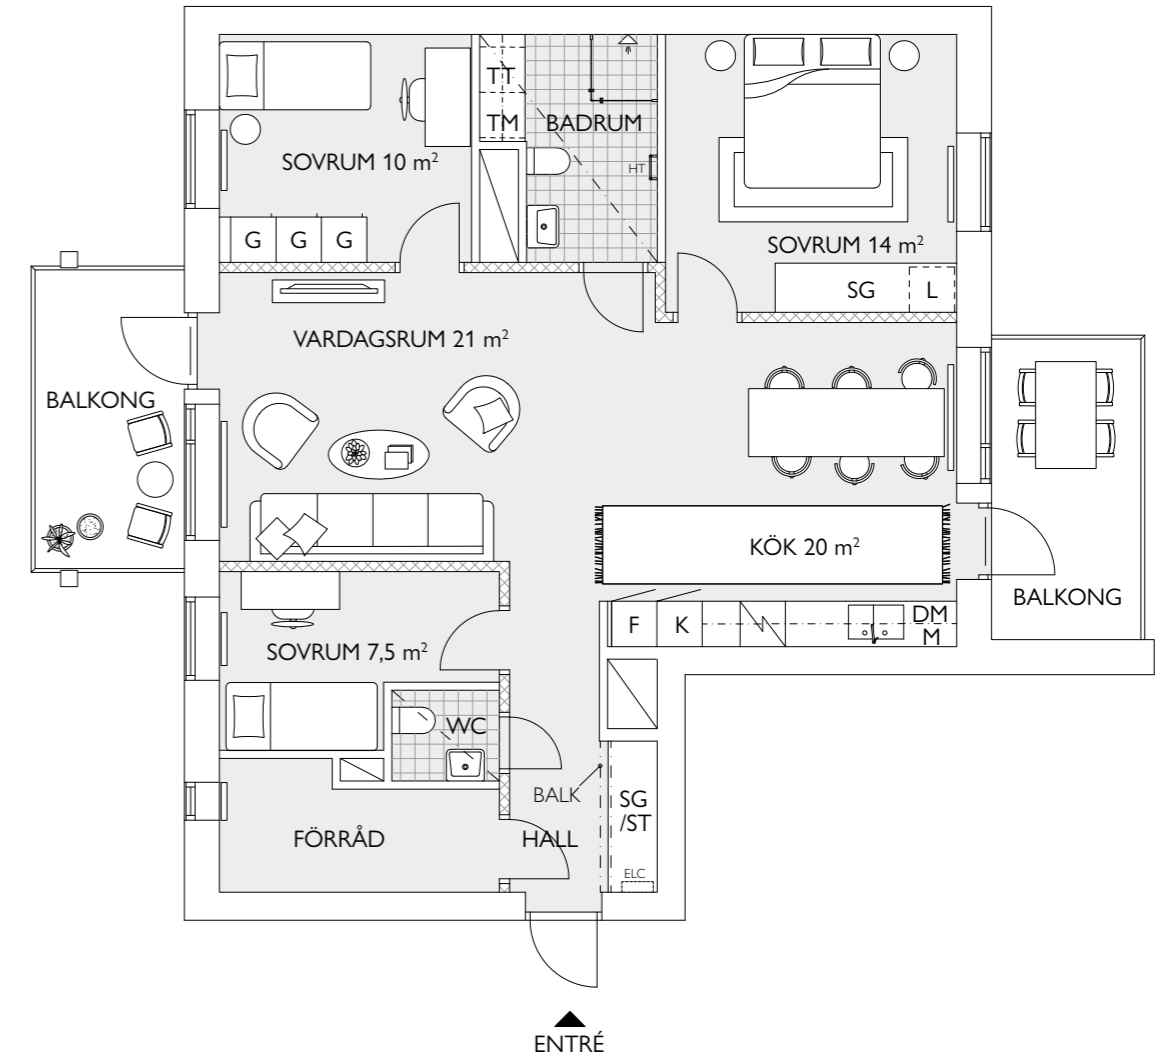 TT
TM
BADRUM
SOVRUM 10 m²
HT
G G G
SOVRUM 14 m²
SG L
VARDAGSRUM 21 m²
BALKONG
KÖK 20 m²
BALKONG
F K
DM
M
SOVRUM 7,5 m²
WC
BALK
SG
/ST
FÖRRÅD
HALL
ELC
ENTRÉ